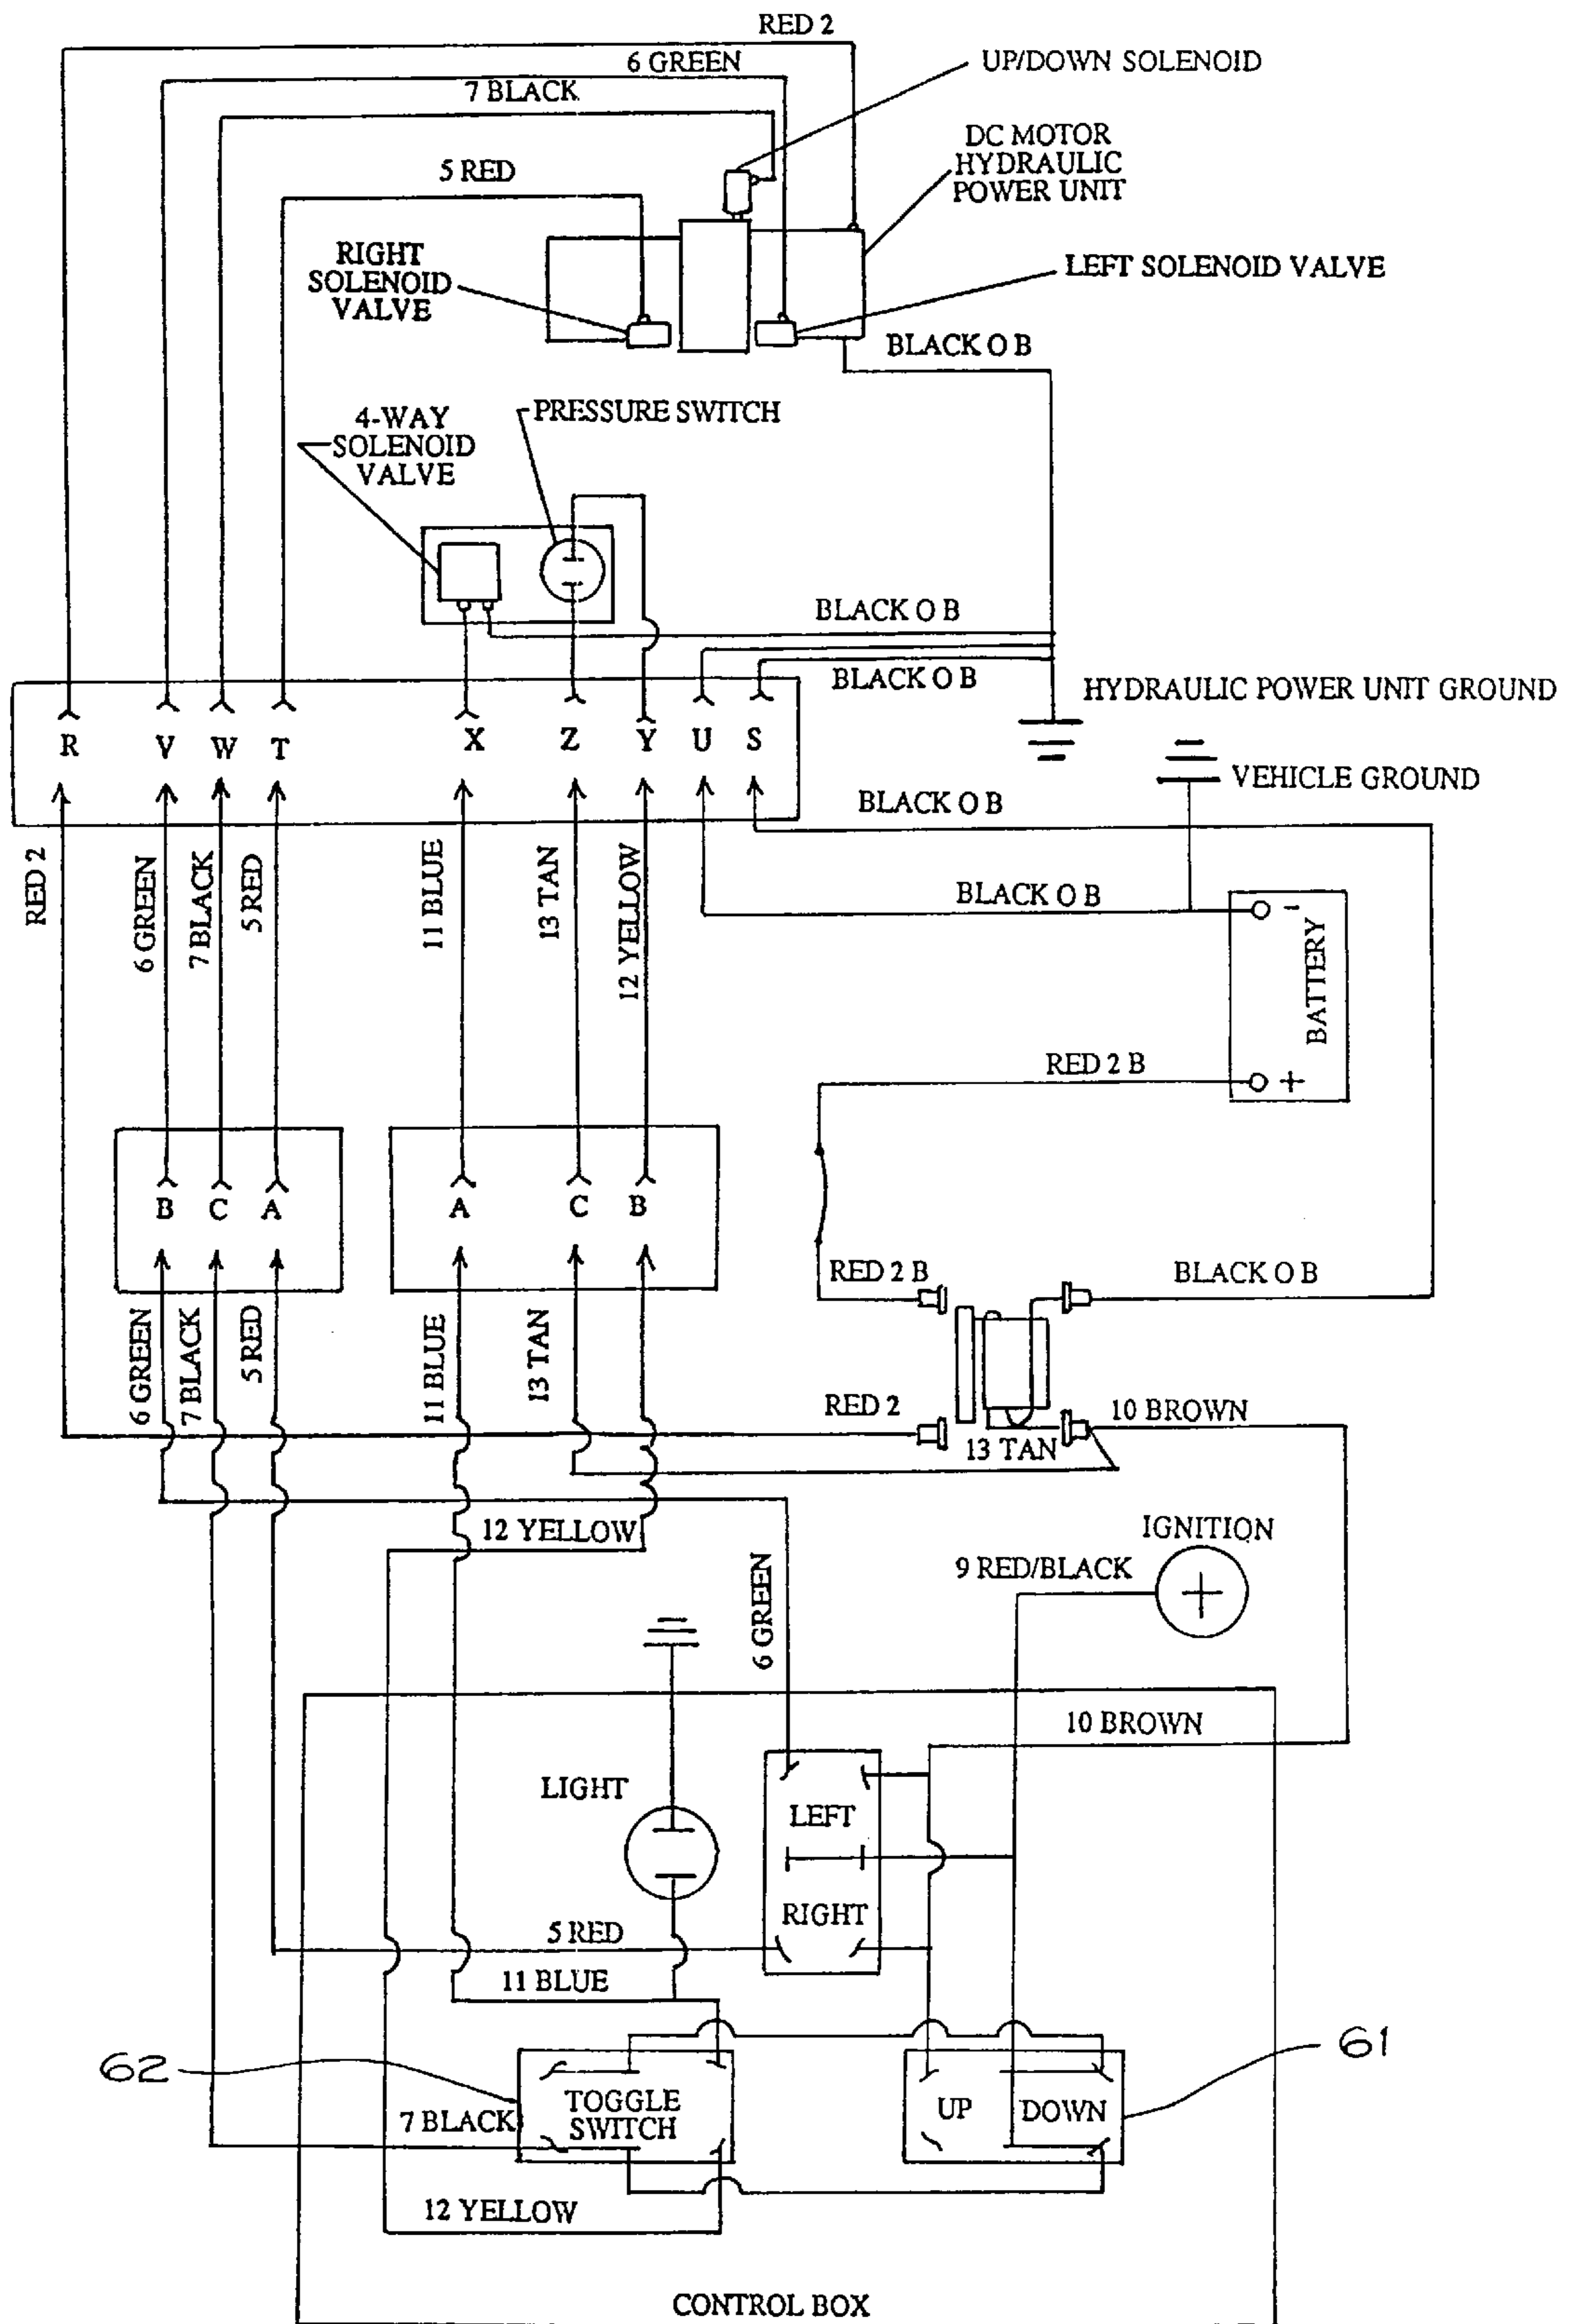 RED 2
6 GREEN
UP/DOWN SOLENOID
7 BLACK
DC MOTOR
HYDRAULIC
POWER UNIT
5 RED
RIGHT
SOLENOID
VALVE
LEFT SOLENOID VALVE
BLACK O B
4-WAY
SOLENOID
VALVE
PRESSURE SWITCH
BLACK O B
BLACK O B
HYDRAULIC POWER UNIT GROUND
R V W T X Z Y U S
VEHICLE GROUND
BLACK O B
RED 2
6 GREEN
7 BLACK
5 RED
11 BLUE
13 TAN
12 YELLOW
BLACK O B
-
BATTERY
RED 2 B
+
B C A
A C B
RED 2 B
BLACK O B
6 GREEN
7 BLACK
5 RED
11 BLUE
13 TAN
RED 2
10 BROWN
13 TAN
12 YELLOW
IGNITION
9 RED/BLACK
6 GREEN
10 BROWN
LIGHT
LEFT
RIGHT
5 RED
11 BLUE
62
61
TOGGLE
SWITCH
7 BLACK
UP
DOWN
12 YELLOW
CONTROL BOX